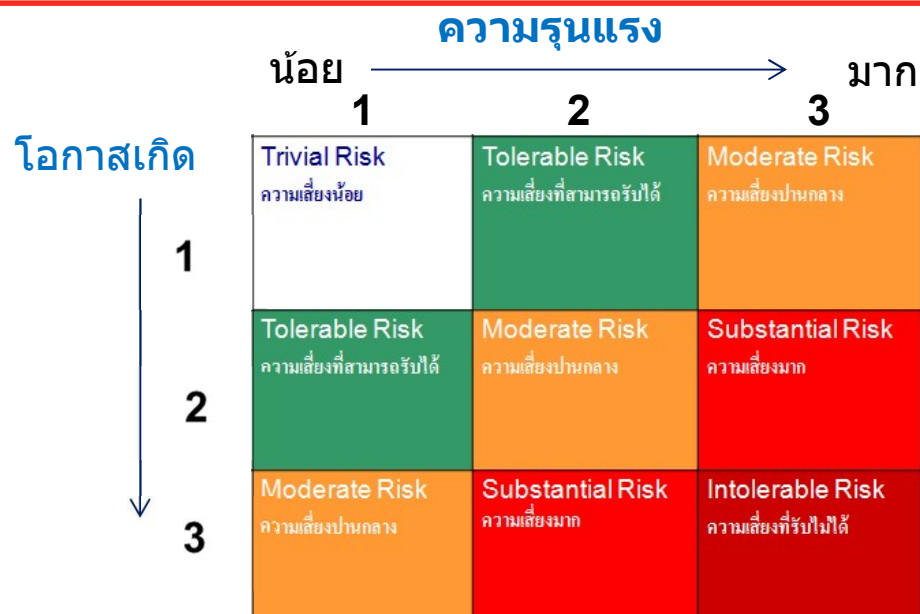 ความรุนแรง
น้อย มาก
1 2 3
โอกาสเกิด
Trivial Risk Tolerable Risk Moderate Risk
ความเสี่ยงน้อย ความเสี่ยงที่สามารถรับได้ ความเสี่ยงปานกลาง
1
Tolerable Risk Moderate Risk Substantial Risk
ความเสี่ยงที่สามารถรับได้ ความเสี่ยงปานกลาง ความเสี่ยงมาก
2
Moderate Risk Substantial Risk Intolerable Risk
ความเสี่ยงปานกลาง ความเสี่ยงมาก ความเสี่ยงที่รับไม่ได้
3